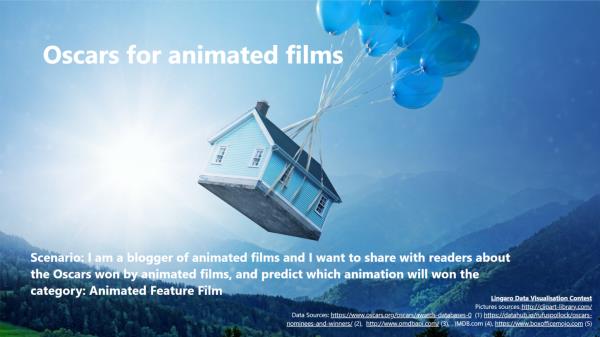 Oscars for animated films
Scenario: I am a blogger of animated films and I want to share with readers about
the Oscars won by animated films, and predict which animation will won the
category: Animated Feature Film
Lingaro Data Visualisation Contest
Pictures sources http://clipart-library.com/
Data Sources: https://www.oscars.org/oscars/awards-databases-0 (1) https://datahub.io/rufuspollock/oscars-
nominees-and-winners/ (2), http://www.omdbapi.com/ (3), IMDB.com (4), https://www.boxofficemojo.com (5)